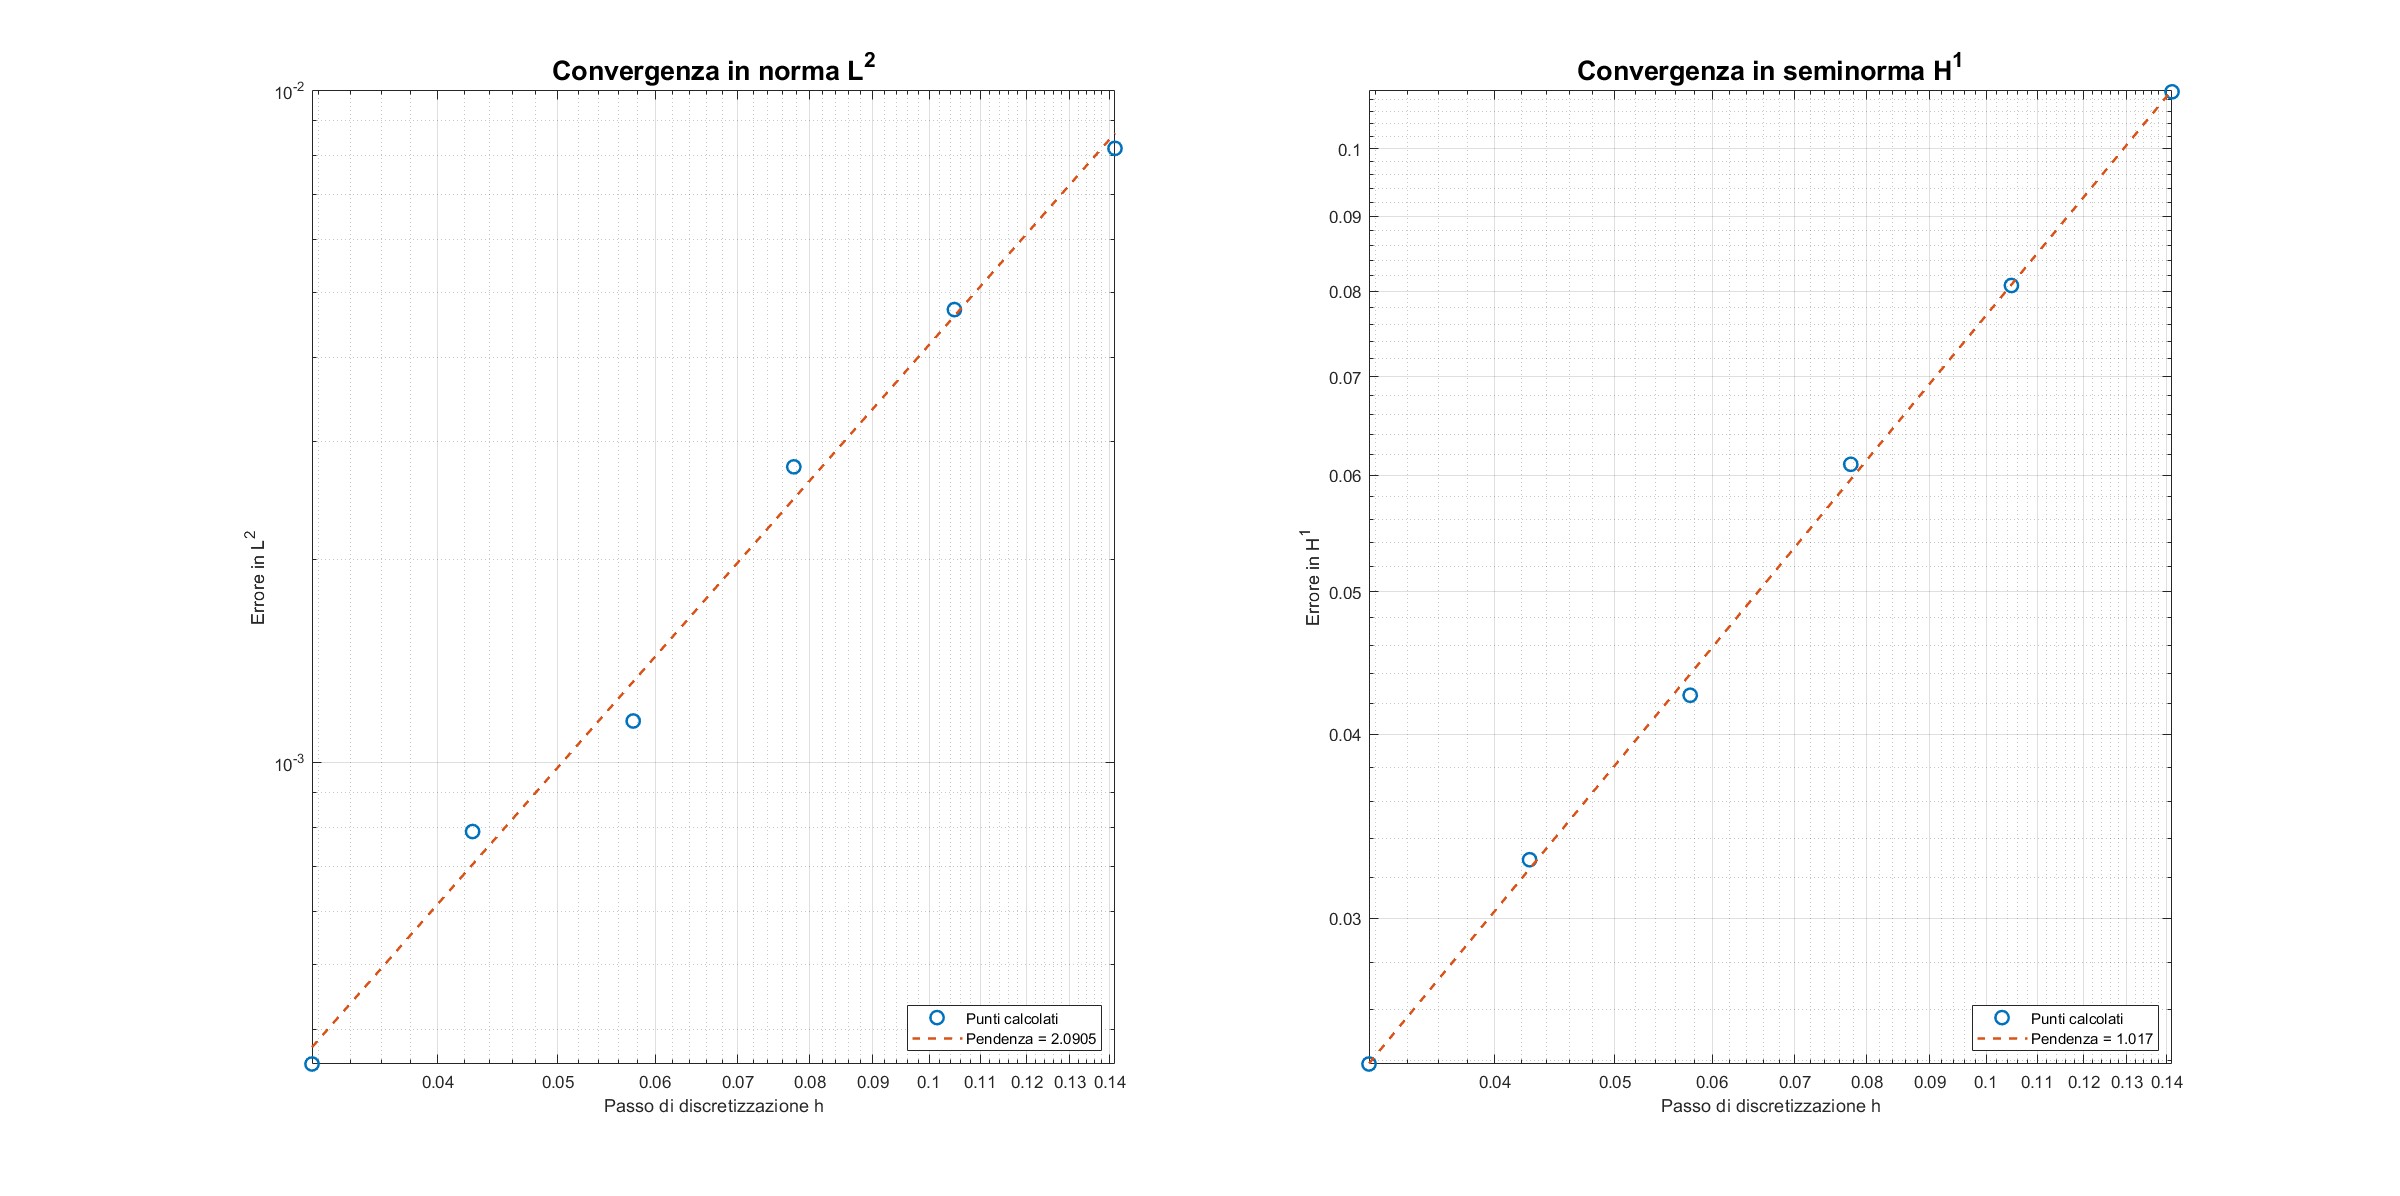 Convergenza in norma L^2
10^-2
10^-3
Errore in L^2
0.04 0.05 0.06 0.07 0.08 0.09 0.1 0.11 0.12 0.13 0.14
Passo di discretizzazione h
Punti calcolati
Pendenza = 2.0905
Convergenza in seminorma H^1
0.1
0.09
0.08
0.07
0.06
0.05
0.04
0.03
Errore in H^1
0.04 0.05 0.06 0.07 0.08 0.09 0.1 0.11 0.12 0.13 0.14
Passo di discretizzazione h
Punti calcolati
Pendenza = 1.017